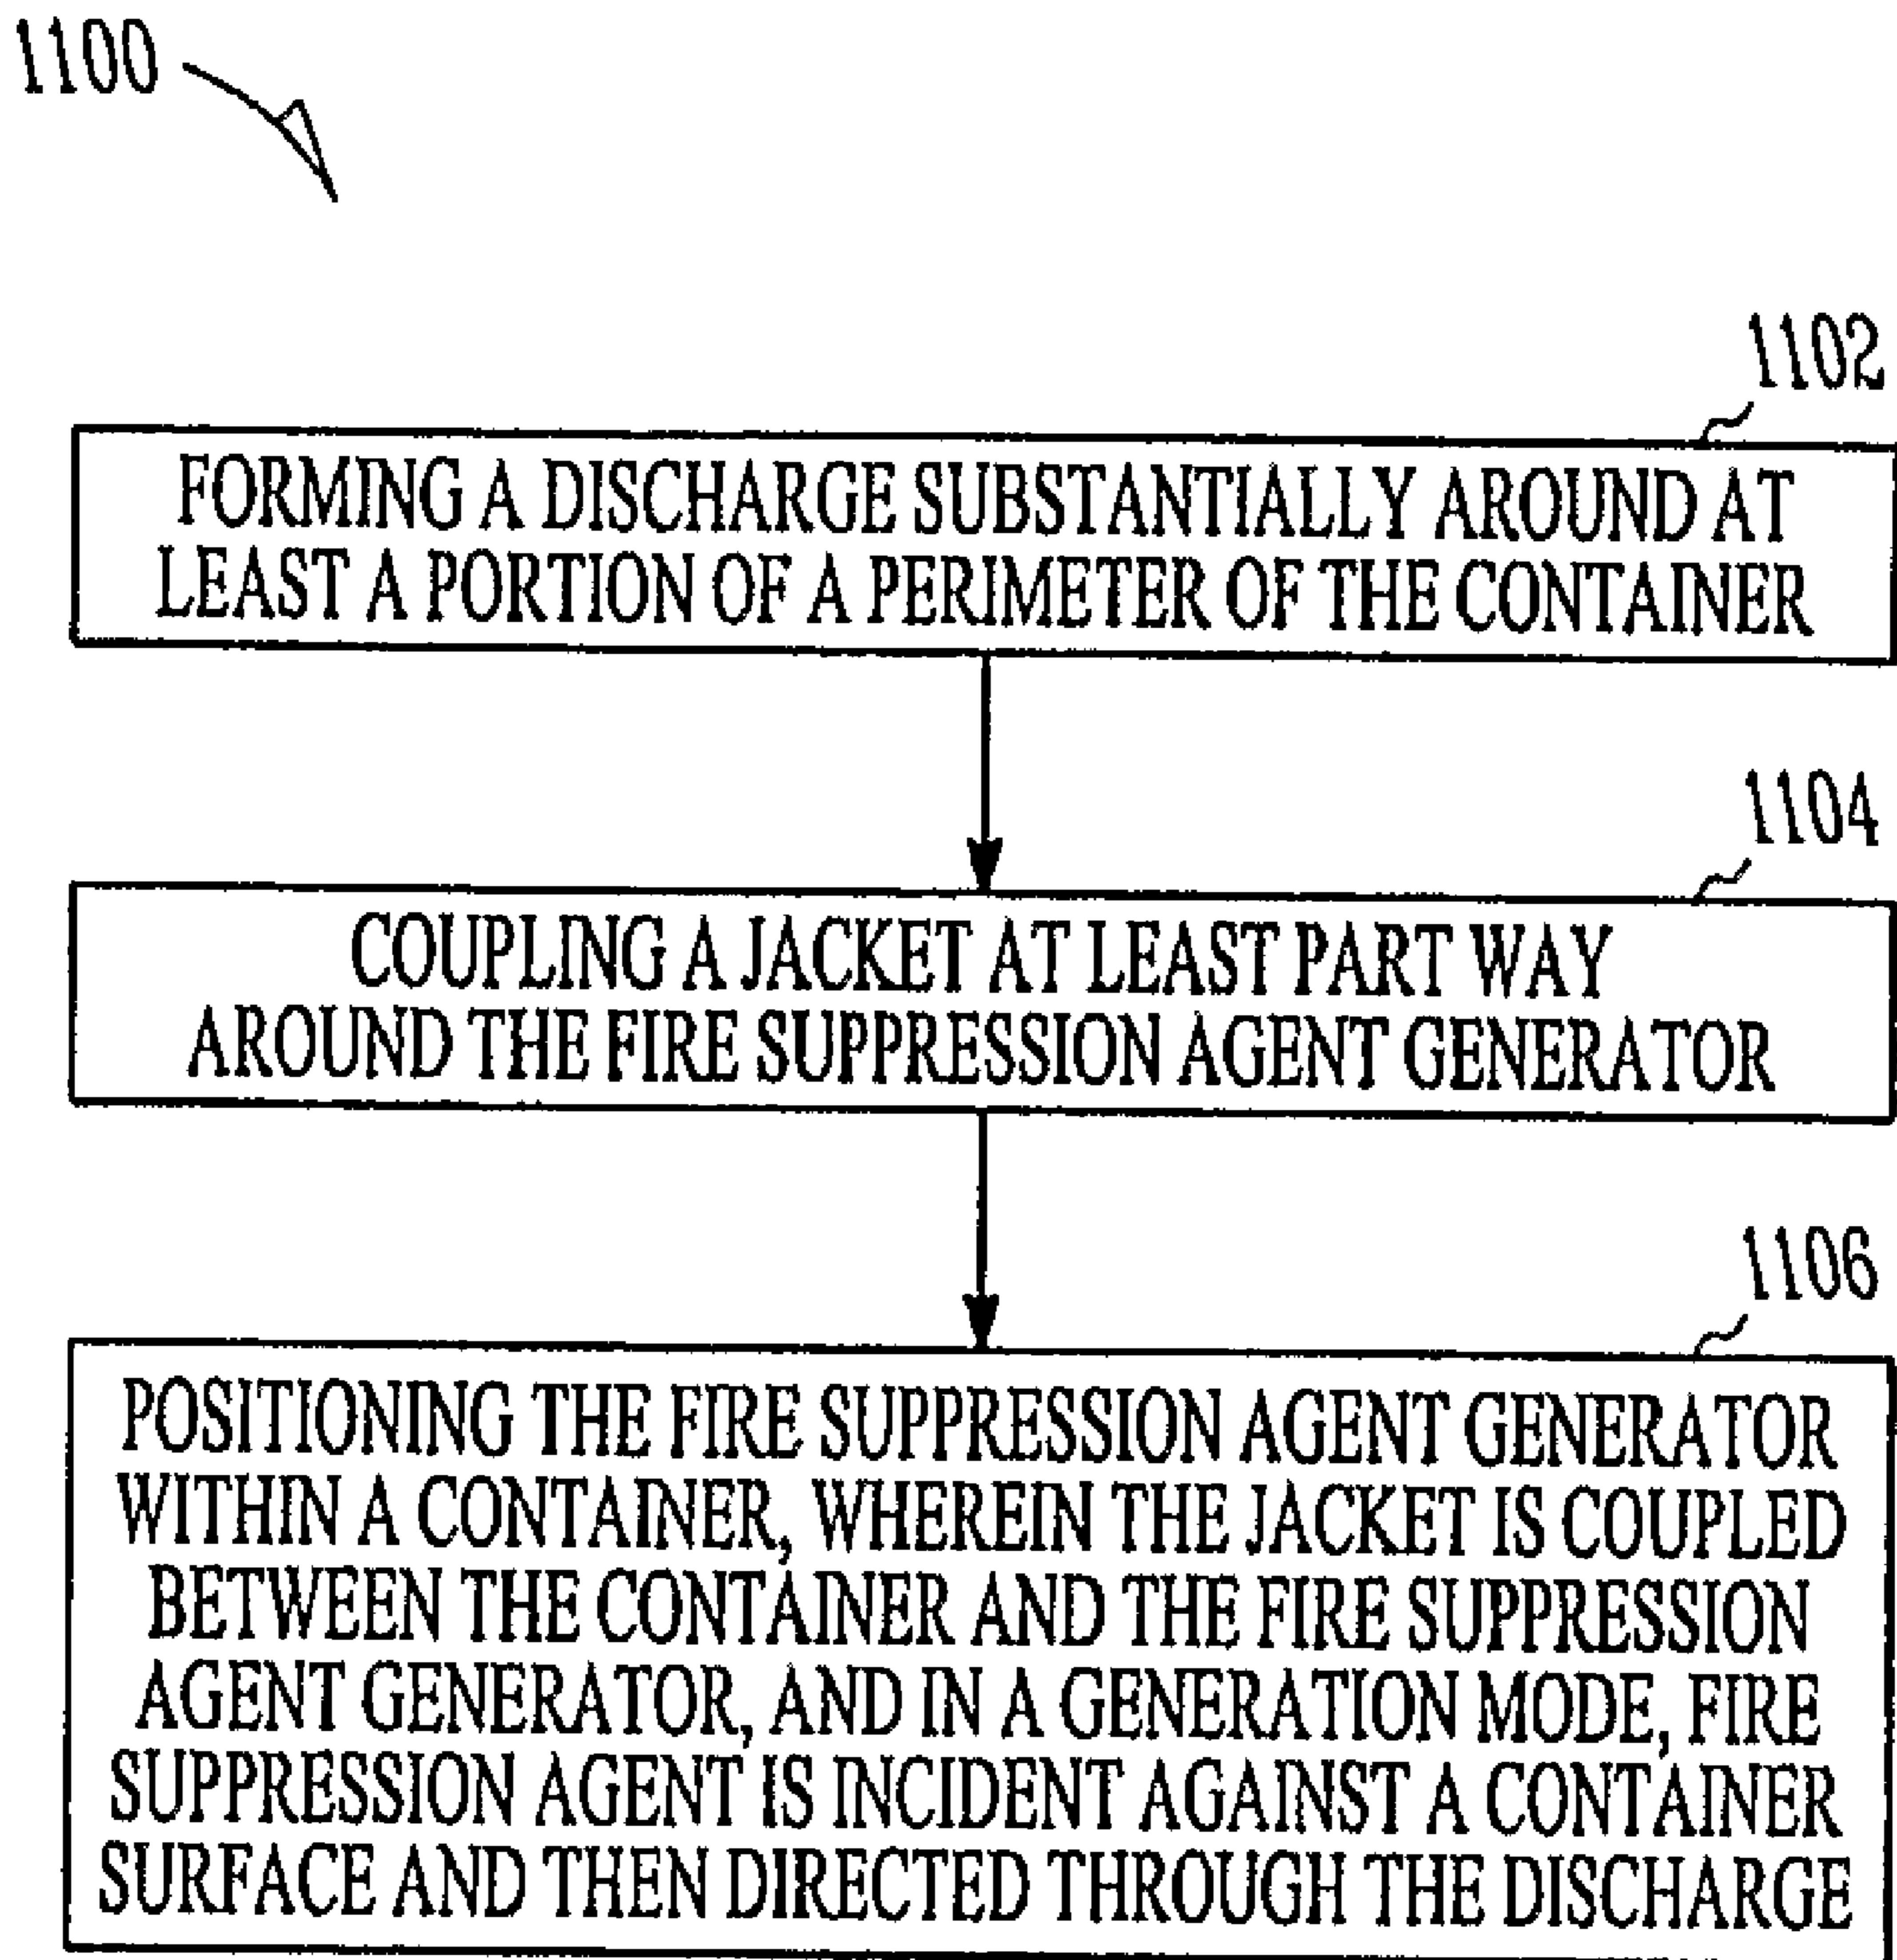 1100
1102
FORMING A DISCHARGE SUBSTANTIALLY AROUND AT
LEAST A PORTION OF A PERIMETER OF THE CONTAINER
1104
COUPLING A JACKET AT LEAST PART WAY
AROUND THE FIRE SUPPRESSION AGENT GENERATOR
1106
POSITIONING THE FIRE SUPPRESSION AGENT GENERATOR
WITHIN A CONTAINER, WHEREIN THE JACKET IS COUPLED
BETWEEN THE CONTAINER AND THE FIRE SUPPRESSION
AGENT GENERATOR, AND IN A GENERATION MODE, FIRE
SUPPRESSION AGENT IS INCIDENT AGAINST A CONTAINER
SURFACE AND THEN DIRECTED THROUGH THE DISCHARGE